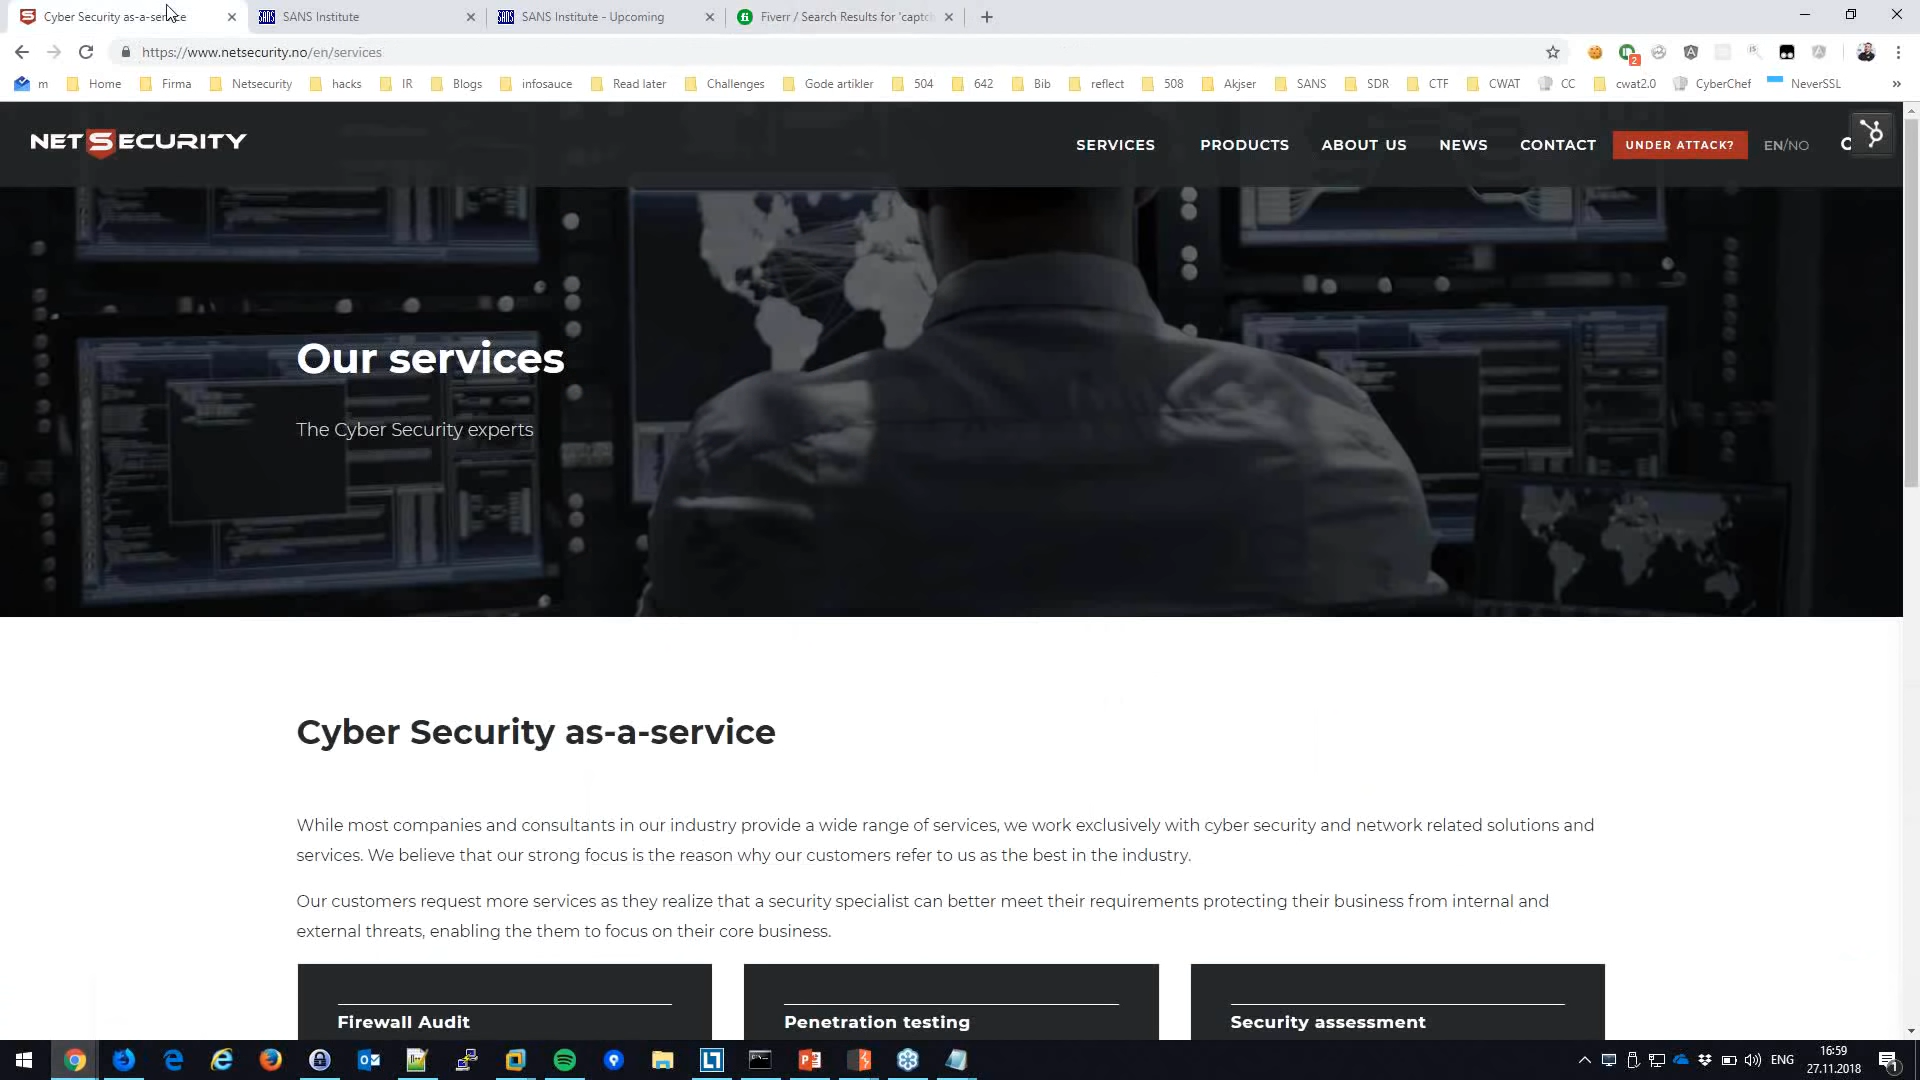 Cyber Security as-a-service
SANS Institute
SANS Institute - Upcoming
Fiverr / Search Results for 'captch
https://www.netsecurity.no/en/services
2
m
Home
Firma
Netsecurity
hacks
IR
Blogs
infosauce
Read later
Challenges
Gode artikler
504
642
Bib
reflect
508
Akjser
SANS
SDR
CTF
CWAT
CC
cwat2.0
CyberChef
NeverSSL
»
NETSECURITY
SERVICES
PRODUCTS
ABOUT US
NEWS
CONTACT
UNDER ATTACK?
EN/NO
Our services
The Cyber Security experts
Cyber Security as-a-service
While most companies and consultants in our industry provide a wide range of services, we work exclusively with cyber security and network related solutions and
services. We believe that our strong focus is the reason why our customers refer to us as the best in the industry.
Our customers request more services as they realize that a security specialist can better meet their requirements protecting their business from internal and
external threats, enabling the them to focus on their core business.
Firewall Audit
Penetration testing
Security assessment
ENG
16:59
27.11.2018
1